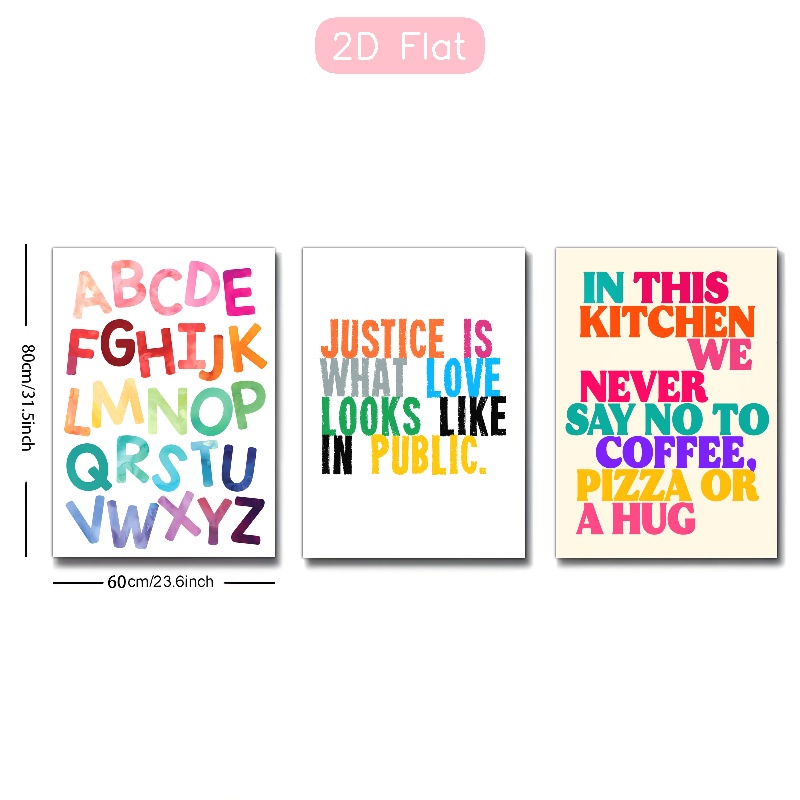 2D Flat
80cm/31.5inch
ABCDE
FGHIJK
LMNOP
QRSTU
VWXYZ
60cm/23.6inch
JUSTICE IS
WHAT LOVE
LOOKS LIKE
IN PUBLIC.
IN THIS
KITCHEN
WE
NEVER
SAY NO TO
COFFEE,
PIZZA OR
A HUG